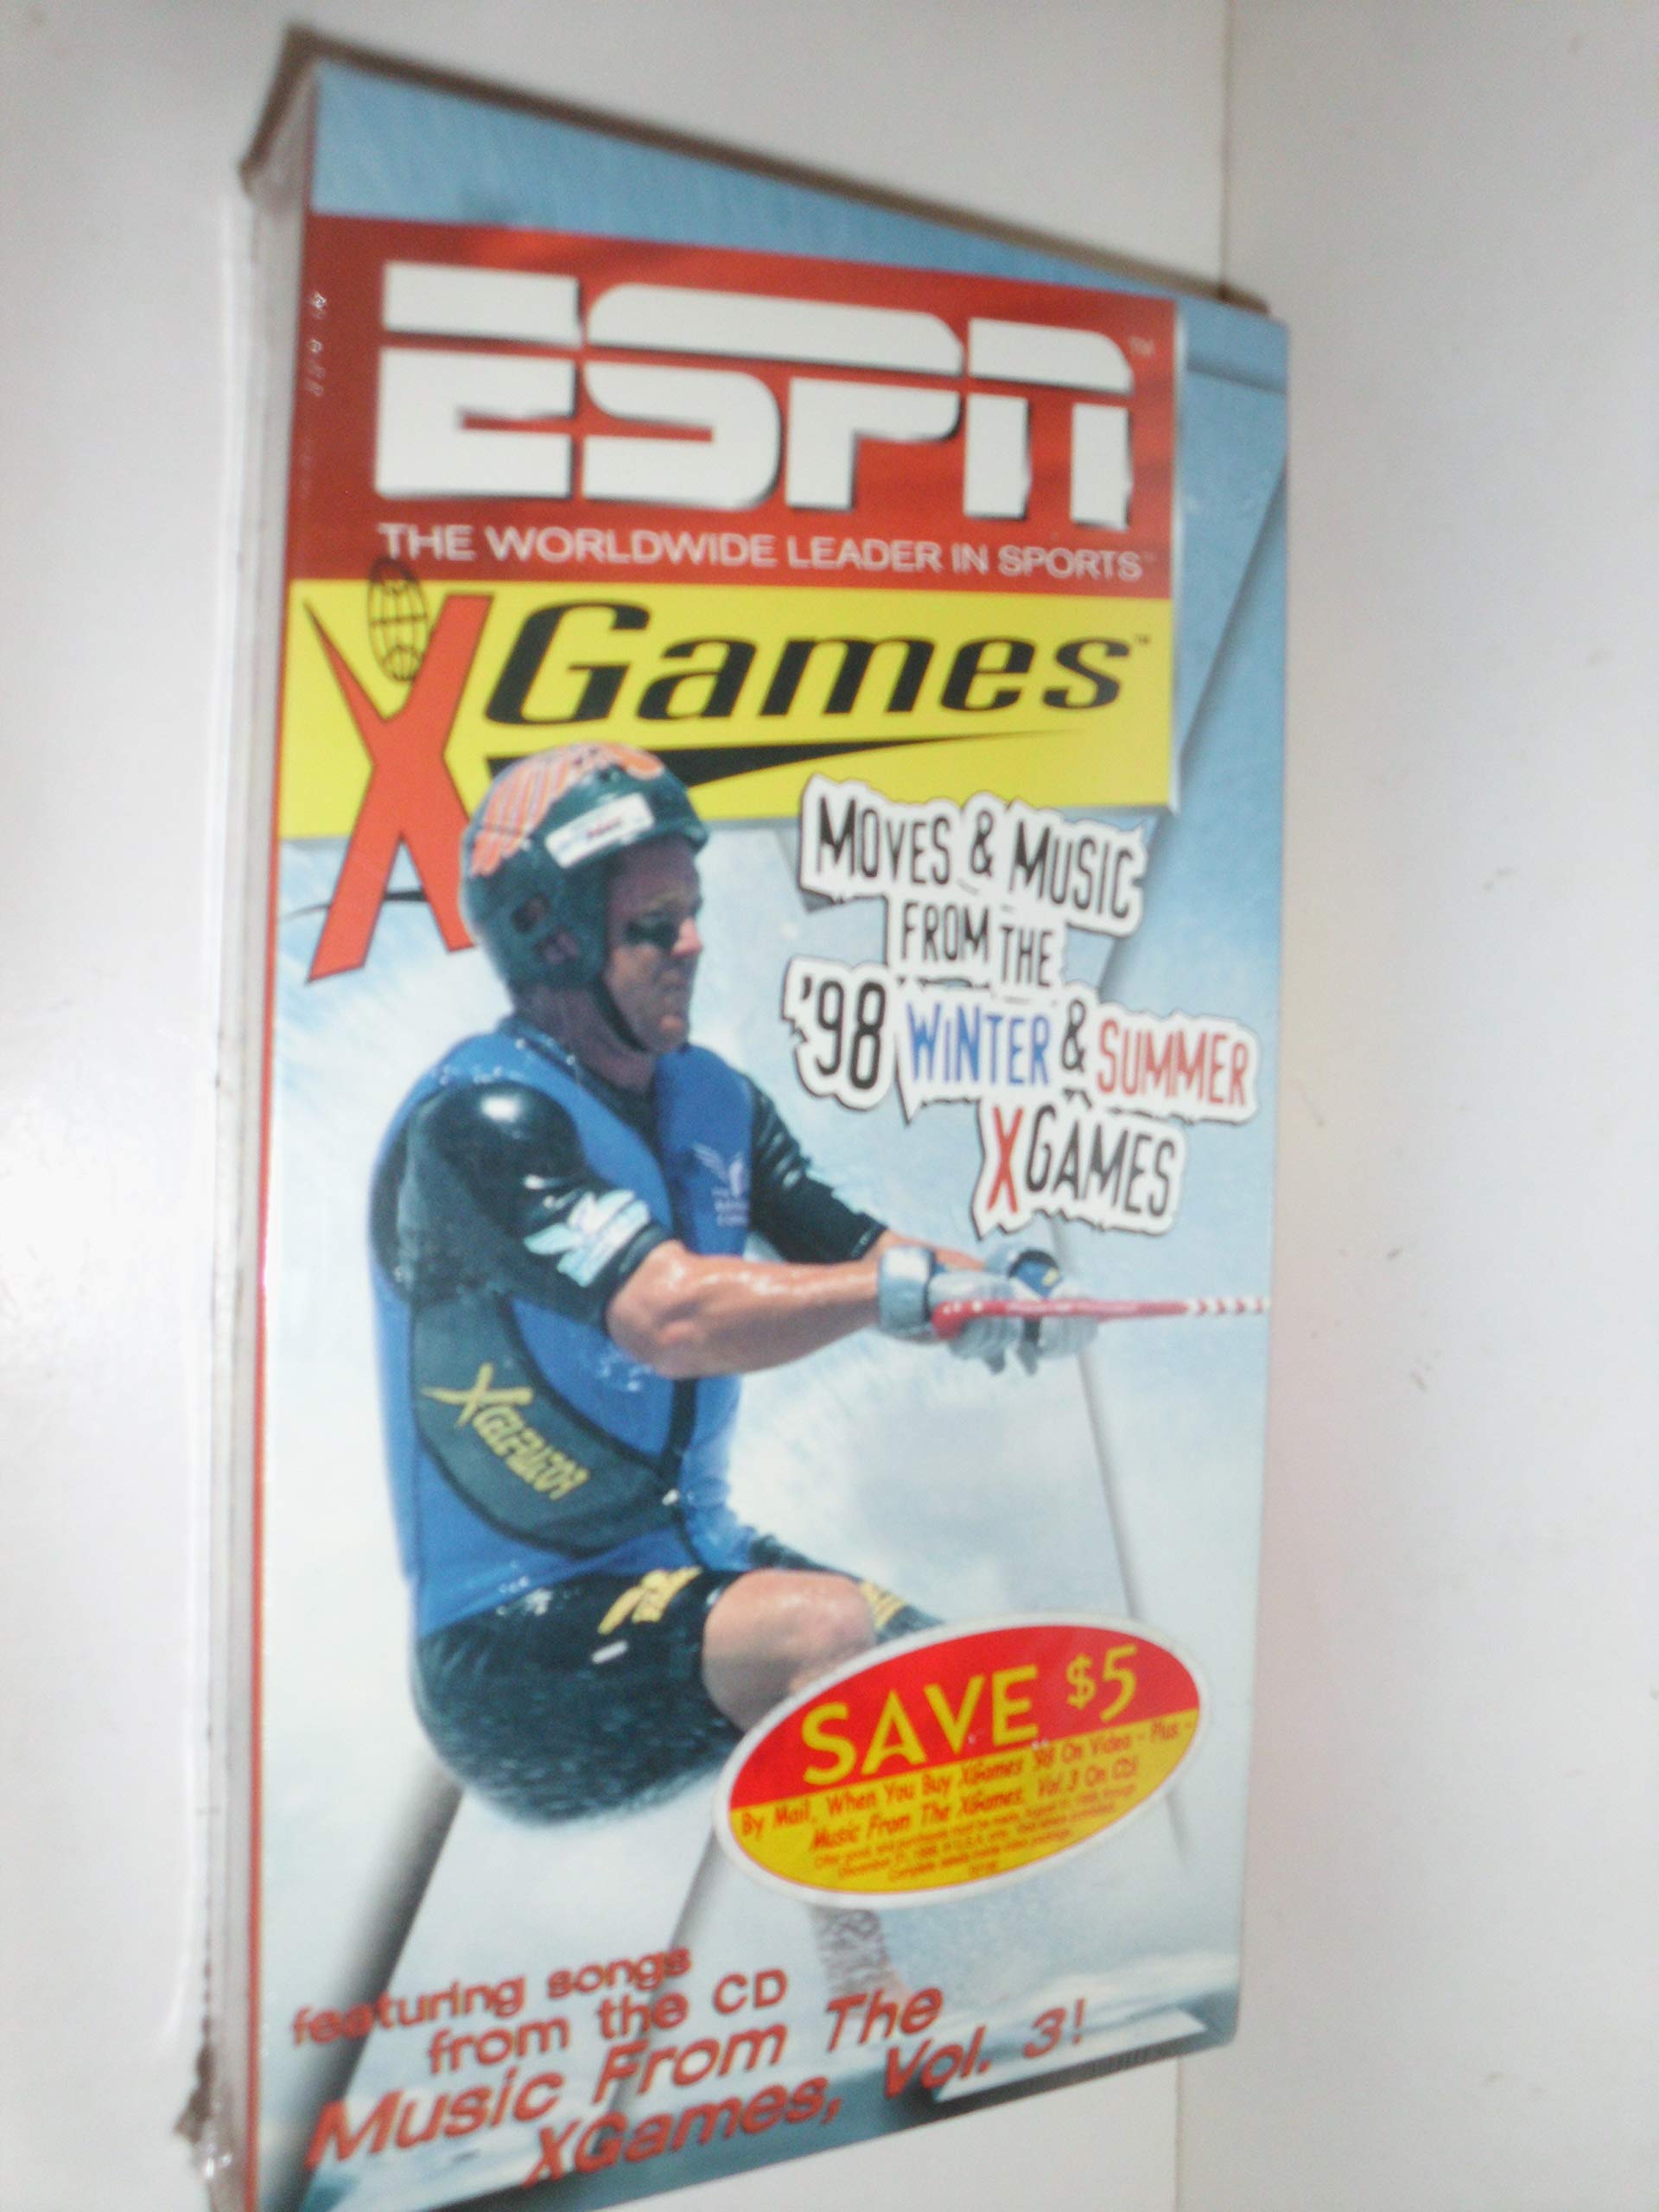 ESPN™
THE WORLDWIDE LEADER IN SPORTS
XGames™
MOVES & MUSIC
FROM THE
'98 WINTER & SUMMER
XGAMES
SAVE $5
By Mail, When You Buy XGames '98 On Video - Plus -
Music From The XGames, Vol.3 On CD!
featuring songs
from the CD
Music From The
XGames, Vol. 3!